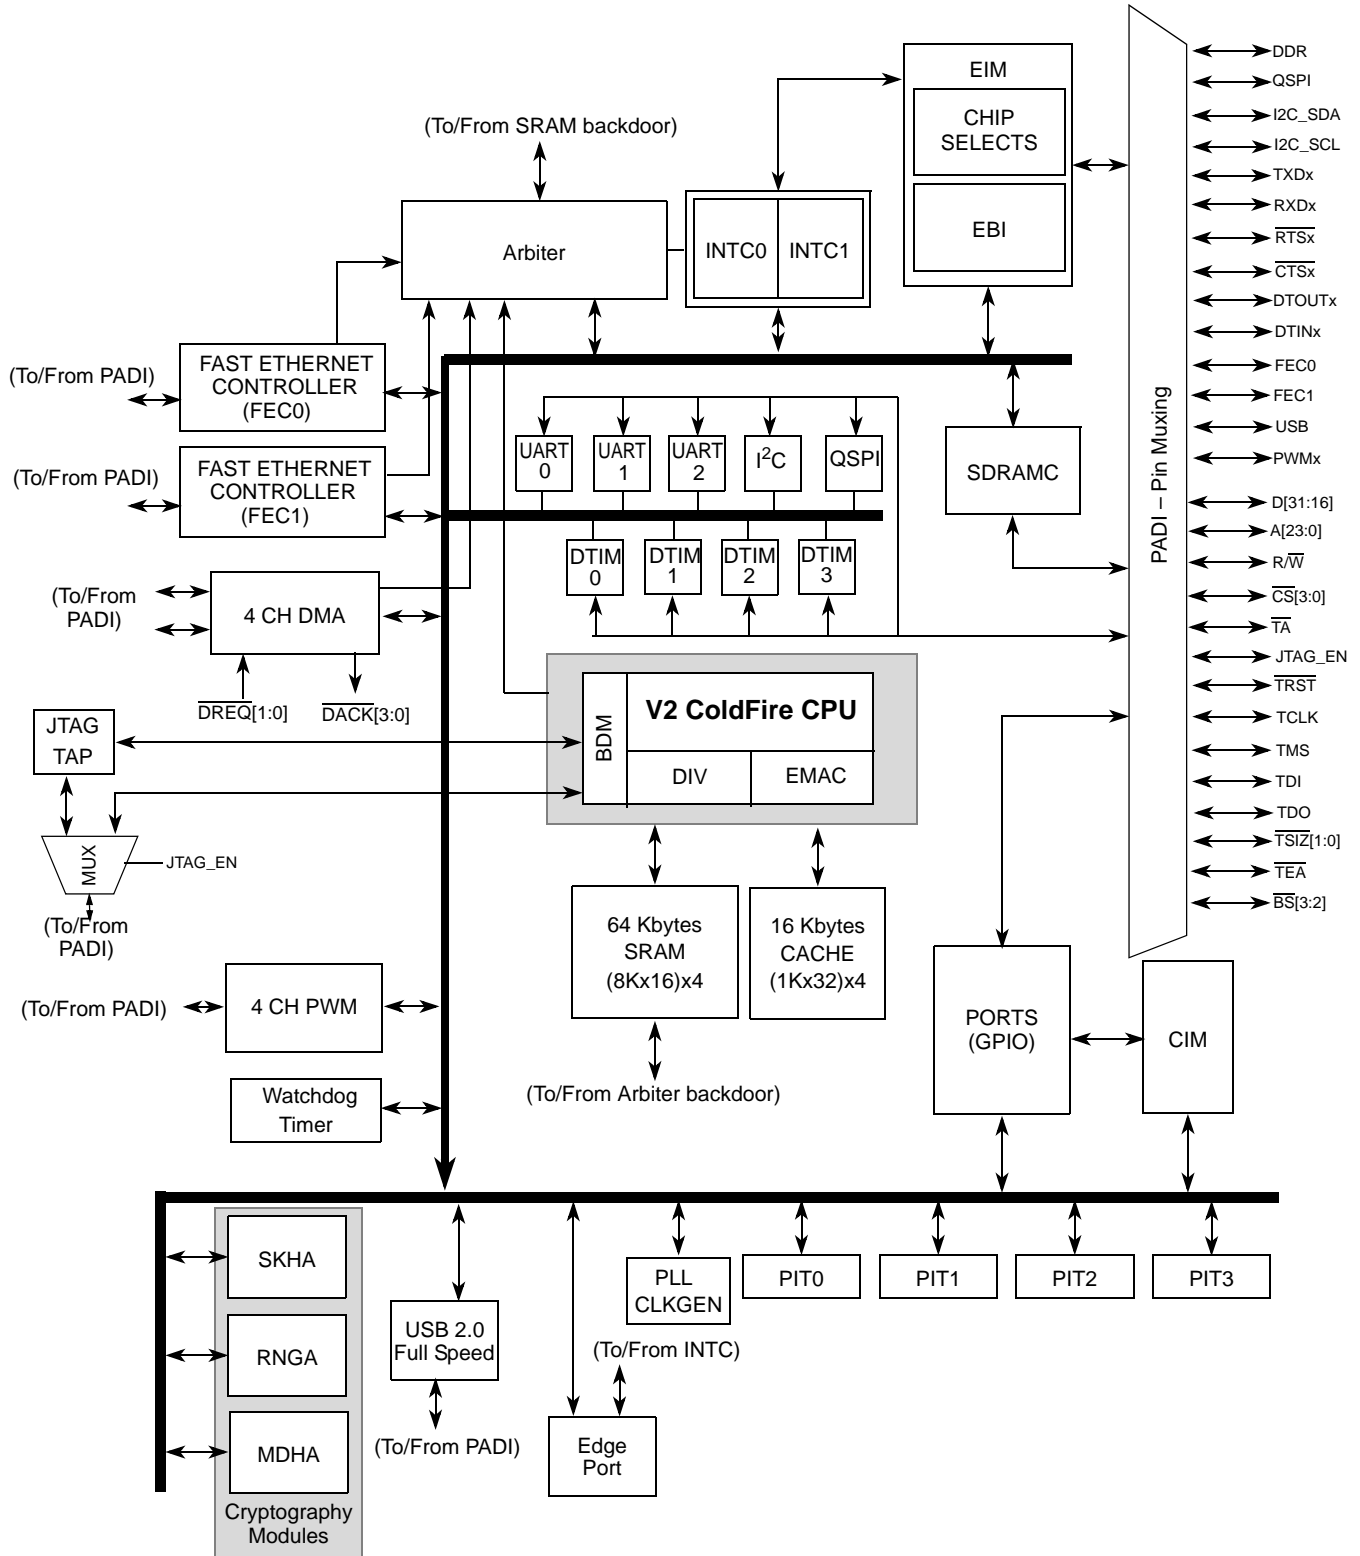 EIM
CHIP
SELECTS
EBI
(To/From SRAM backdoor)
Arbiter
INTC0
INTC1
(To/From PADI)
FAST ETHERNET
CONTROLLER
(FEC0)
(To/From PADI)
FAST ETHERNET
CONTROLLER
(FEC1)
UART
0
UART
1
UART
2
I²C
QSPI
SDRAMC
DTIM
0
DTIM
1
DTIM
2
DTIM
3
(To/From
PADI)
4 CH DMA
DREQ[1:0]
DACK[3:0]
JTAG
TAP
BDM
V2 ColdFire CPU
DIV
EMAC
MUX
JTAG_EN
(To/From
PADI)
64 Kbytes
SRAM
(8Kx16)x4
16 Kbytes
CACHE
(1Kx32)x4
(To/From PADI)
4 CH PWM
PORTS
(GPIO)
CIM
Watchdog
Timer
(To/From Arbiter backdoor)
SKHA
RNGA
MDHA
Cryptography
Modules
USB 2.0
Full Speed
(To/From PADI)
PLL
CLKGEN
(To/From INTC)
Edge
Port
PIT0
PIT1
PIT2
PIT3
PADI – Pin Muxing
DDR
QSPI
I2C_SDA
I2C_SCL
TXDx
RXDx
RTSx
CTSx
DTOUTx
DTINx
FEC0
FEC1
USB
PWMx
D[31:16]
A[23:0]
R/W
CS[3:0]
TA
JTAG_EN
TRST
TCLK
TMS
TDI
TDO
TSIZ[1:0]
TEA
BS[3:2]